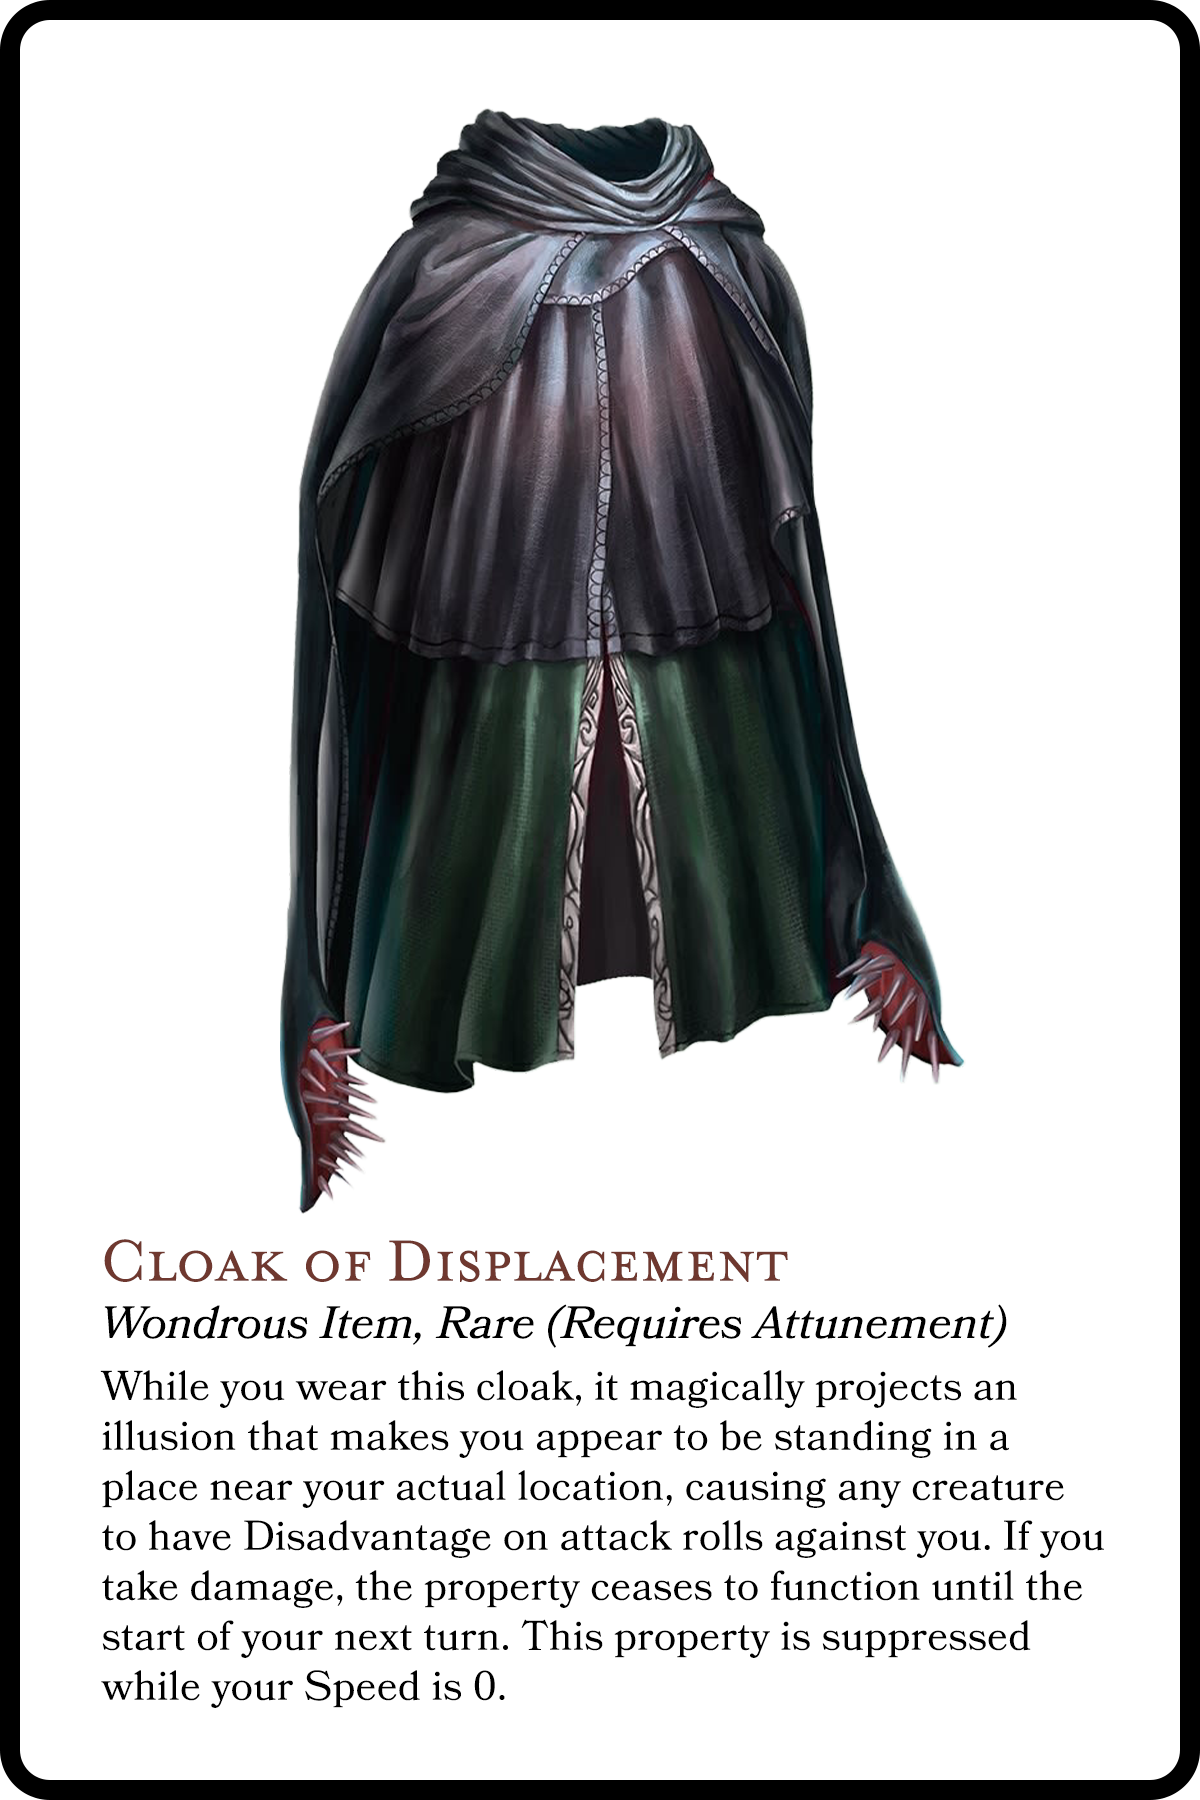 Cloak of Displacement
Wondrous Item, Rare (Requires Attunement)
While you wear this cloak, it magically projects an
illusion that makes you appear to be standing in a
place near your actual location, causing any creature
to have Disadvantage on attack rolls against you. If you
take damage, the property ceases to function until the
start of your next turn. This property is suppressed
while your Speed is 0.